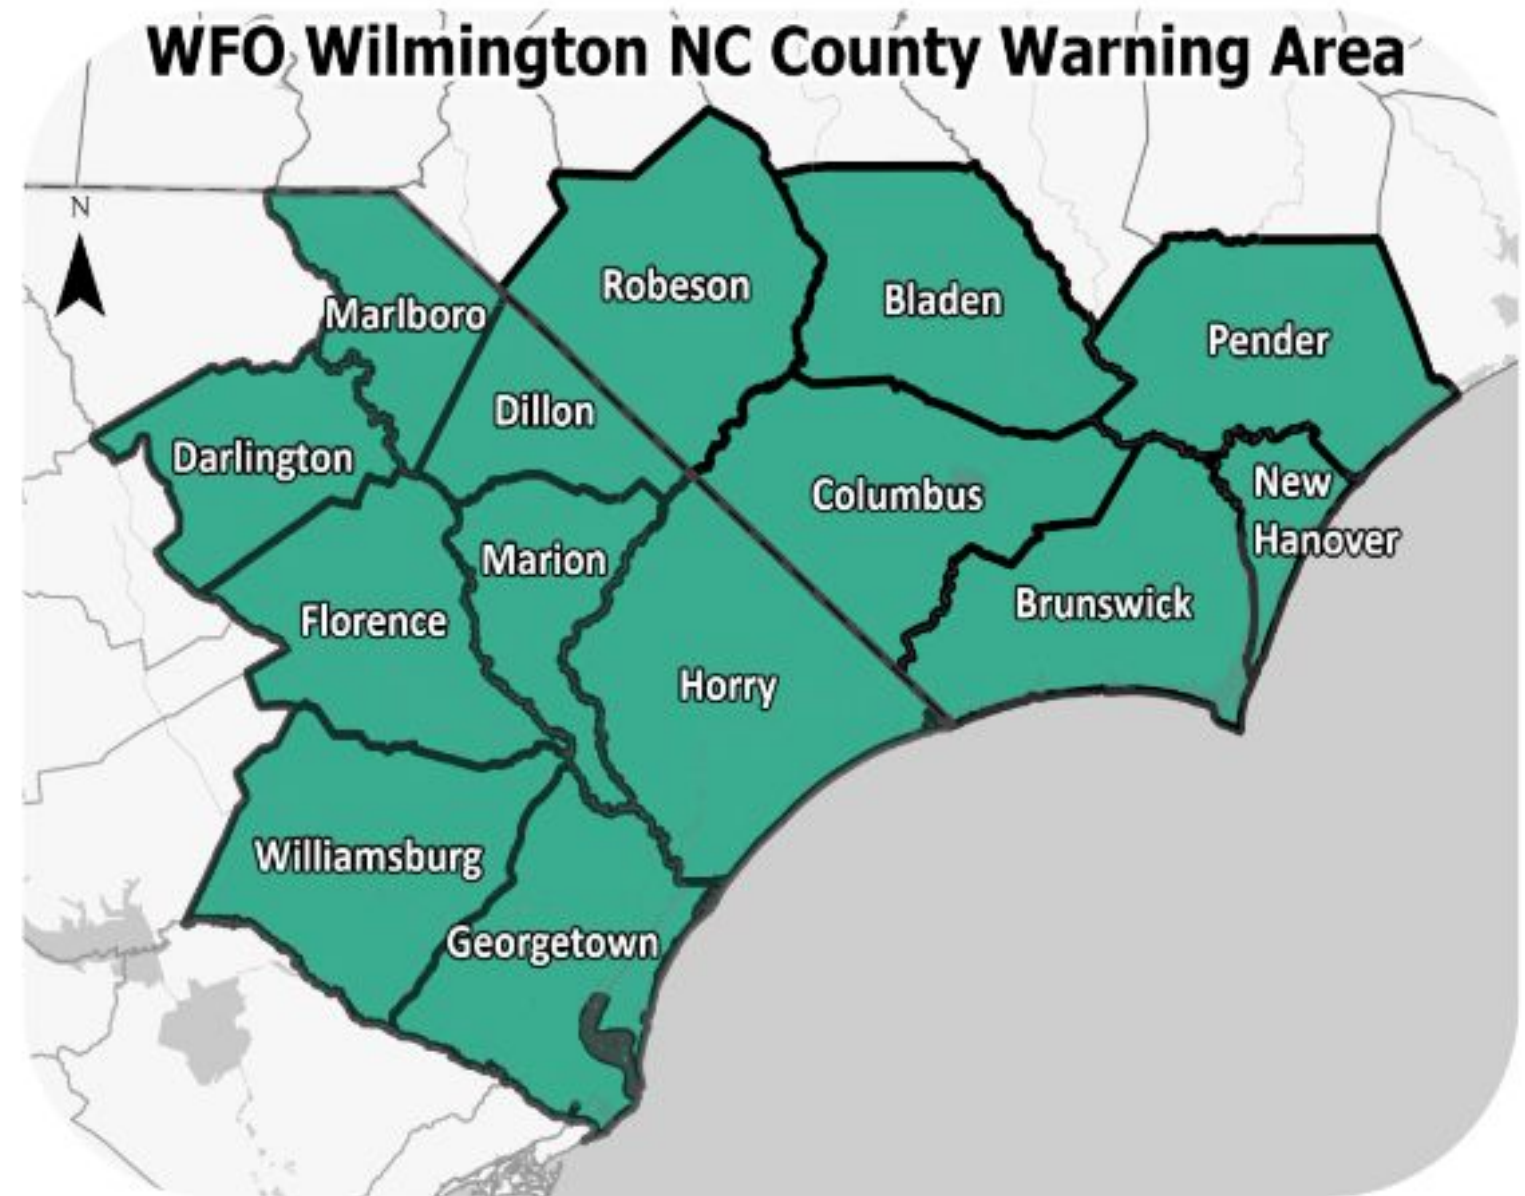 WFO Wilmington NC County Warning Area
N
Robeson
Bladen
Marlboro
Pender
Dillon
Darlington
Columbus
New
Hanover
Marion
Brunswick
Florence
Horry
Williamsburg
Georgetown